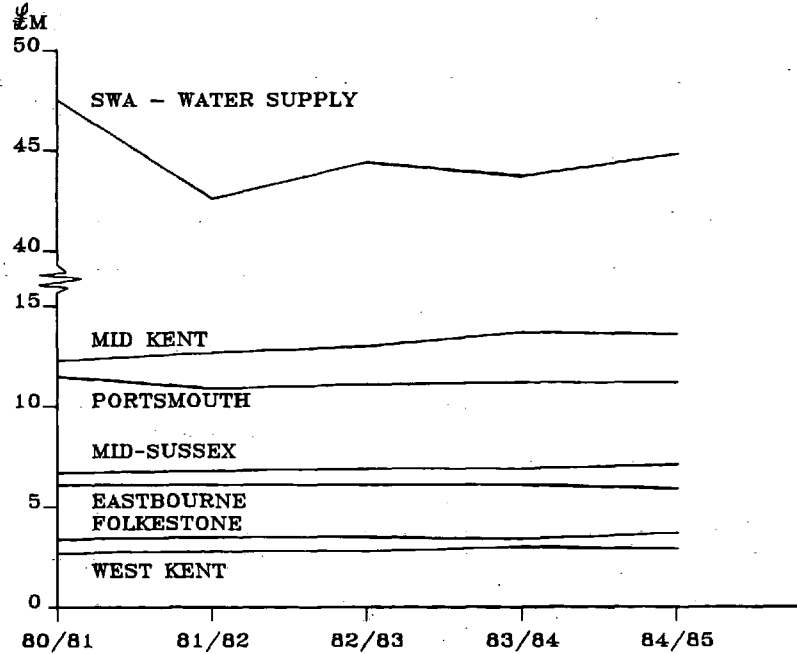 £M
50
SWA - WATER SUPPLY
45
40
15
MID KENT
10
PORTSMOUTH
MID-SUSSEX
5
EASTBOURNE
FOLKESTONE
WEST KENT
0
80/81 81/82 82/83 83/84 84/85